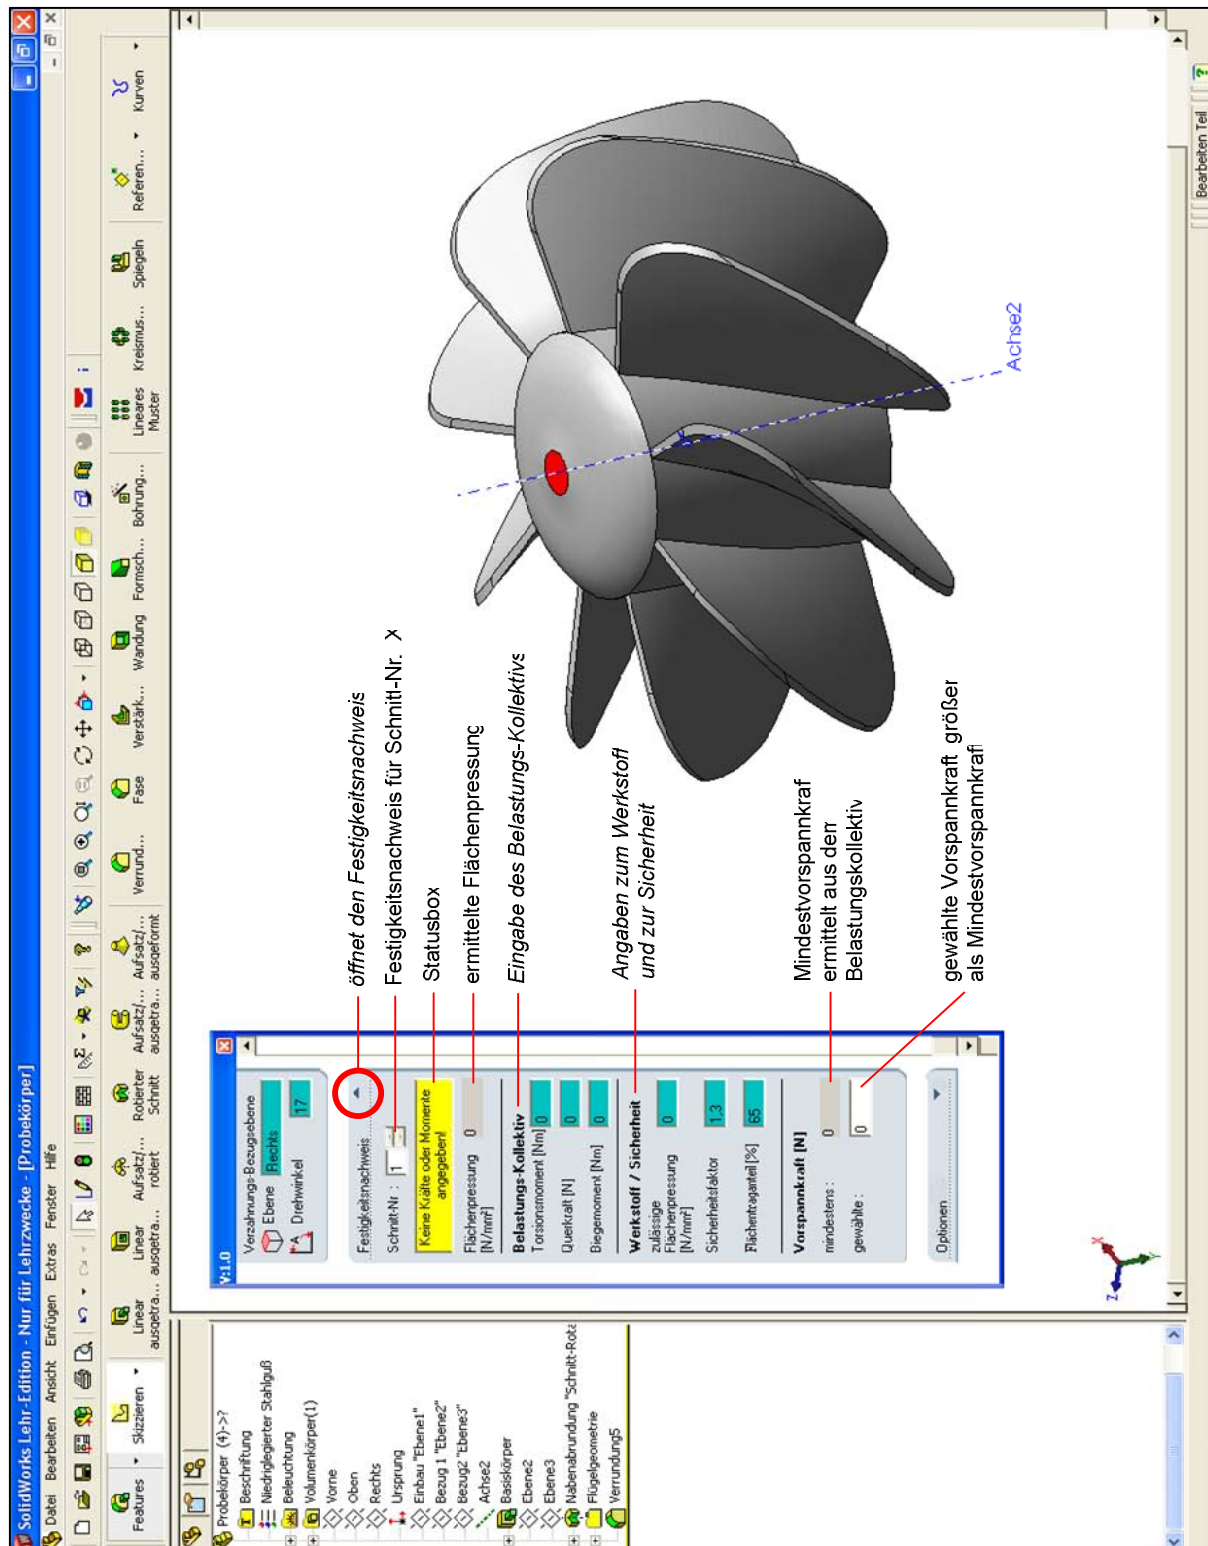 SolidWorks Lehr-Edition - Nur für Lehrzwecke - [Probekörper]
Datei Bearbeiten Ansicht Einfügen Extras Fenster Hilfe
Features
Skizzieren
Linear
ausgetra...
Linear
ausgetra...
Aufsatz/...
rotiert
Rotierter
Schnitt
Aufsatz/...
ausgetra...
Aufsatz/...
ausgeformt
Verrund...
Fase
Verstärk...
Wandung
Formsch...
Bohrung...
Lineares
Muster
Kreismus...
Spiegeln
Referen...
Kurven
Probekörper (4)->?
Beschriftung
Niedriglegierter Stahlguß
Beleuchtung
Volumenkörper(1)
Vorne
Oben
Rechts
Ursprung
Einbau "Ebene1"
Bezug 1 "Ebene2"
Bezug2 "Ebene3"
Achse2
Basiskörper
Ebene2
Ebene3
Nabenabrundung "Schnitt-Rota
Flügelgeometrie
Verrundung5
V:1.0
Verzahnungs-Bezugsebene
Ebene Rechts
Drehwinkel 17
Festigkeitsnachweis
Schnitt-Nr : 1
Keine Kräfte oder Momente
angegeben!
Flächenpressung 0
[N/mm²]
Belastungs-Kollektiv
Torsionsmoment [Nm] 0
Querkraft [N] 0
Biegemoment [Nm] 0
Werkstoff / Sicherheit
zulässige
Flächenpressung 0
[N/mm²]
Sicherheitsfaktor 1,3
Flächentraganteil [%] 65
Vorspannkraft [N]
mindestens : 0
gewählte : 0
Optionen
öffnet den Festigkeitsnachweis
Festigkeitsnachweis für Schnitt-Nr. X
Statusbox
ermittelte Flächenpressung
Eingabe des Belastungs-Kollektivs
Angaben zum Werkstoff
und zur Sicherheit
Mindestvorspannkraf
ermittelt aus dem
Belastungskollektiv
gewählte Vorspannkraft größer
als Mindestvorspannkraf
Achse2
X
Y
Z
Bearbeiten Teil